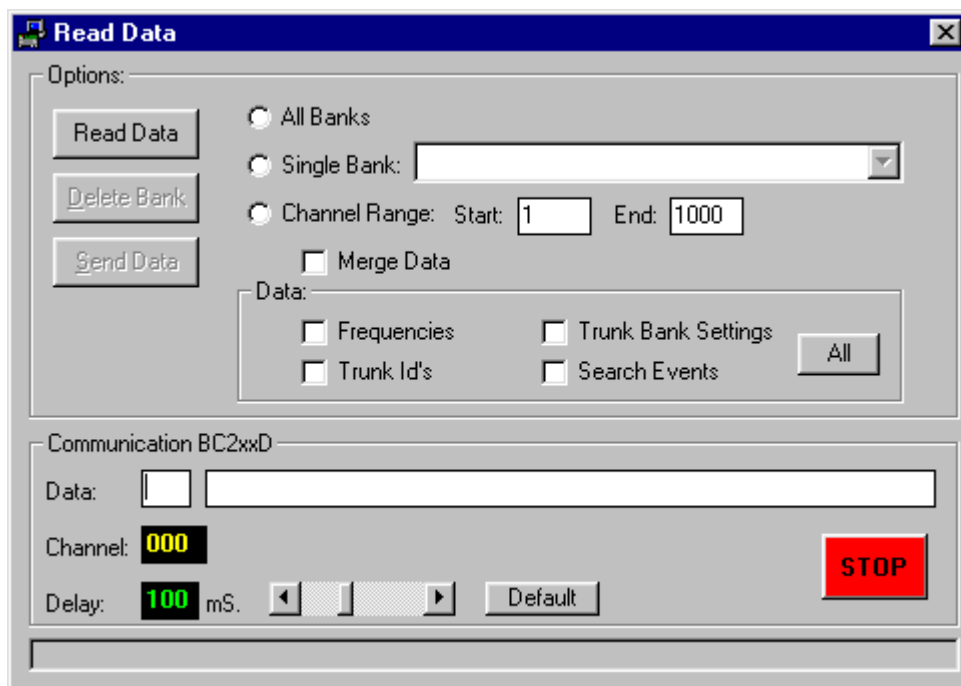 Read Data
Options:
Read Data
All Banks
Single Bank:
Delete Bank
Channel Range: Start: 1 End: 1000
Send Data
Merge Data
Data:
Frequencies Trunk Bank Settings
All
Trunk Id's Search Events
Communication BC2xxD
Data:
Channel: 000
STOP
Delay: 100 mS. Default